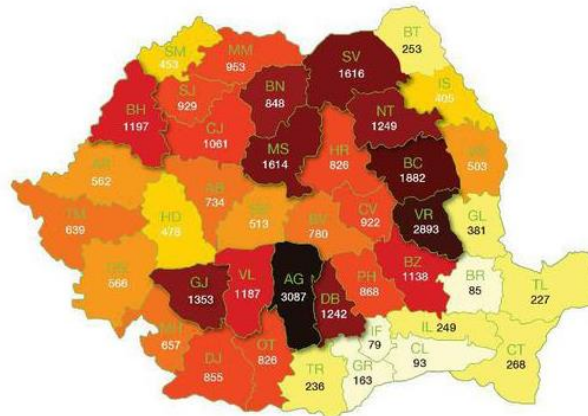 BT
253
SM
453
MM
953
SV
1616
IS
405
SJ
929
BN
848
BH
1197
NT
1249
CJ
1061
MS
1614
HR
826
BC
1882
VS
503
AR
562
AB
734
TM
639
HD
478
SB
513
BV
780
CV
922
VR
2893
GL
381
CS
566
GJ
1353
VL
1187
AG
3087
DB
1242
PH
868
BZ
1138
BR
85
TL
227
MH
657
DJ
855
OT
826
TR
236
GR
163
IF
79
IL 249
CL
93
CT
268